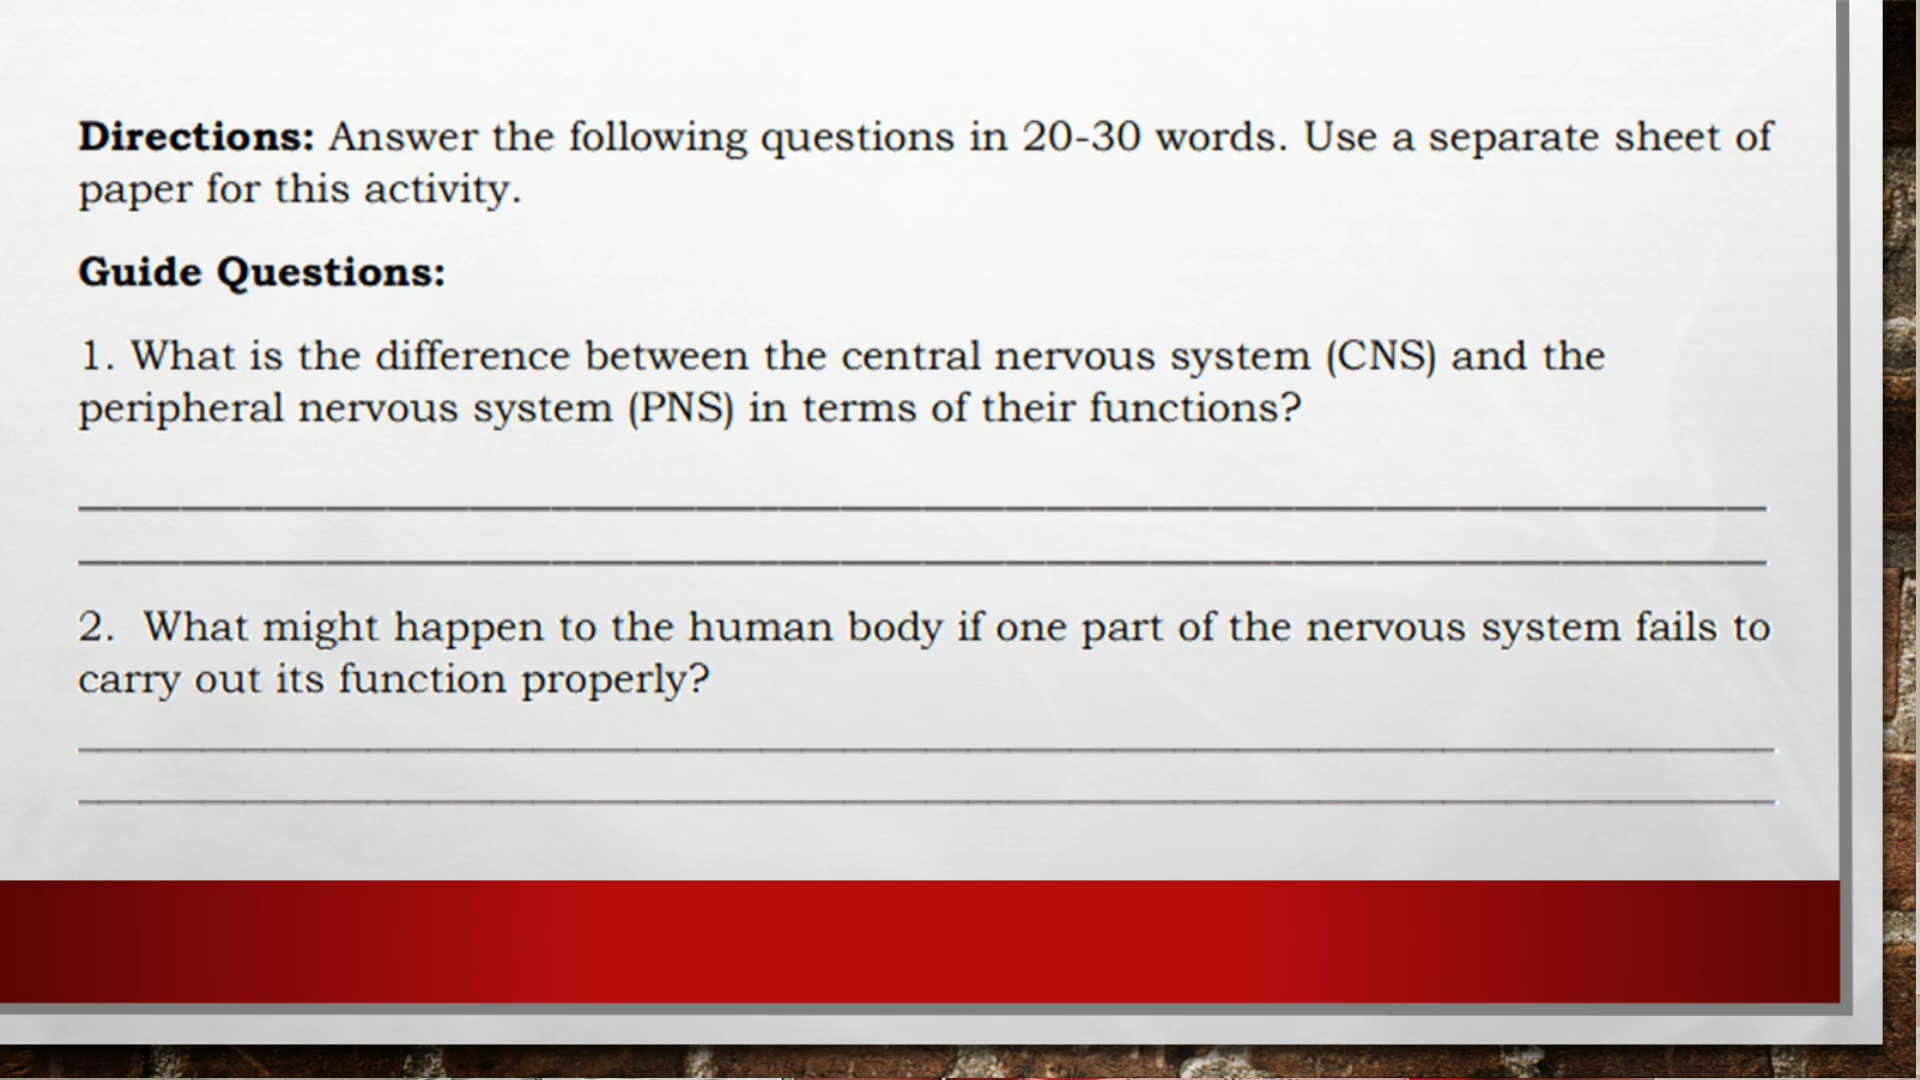 Directions: Answer the following questions in 20-30 words. Use a separate sheet of
paper for this activity.
Guide Questions:
1. What is the difference between the central nervous system (CNS) and the
peripheral nervous system (PNS) in terms of their functions?
2. What might happen to the human body if one part of the nervous system fails to
carry out its function properly?